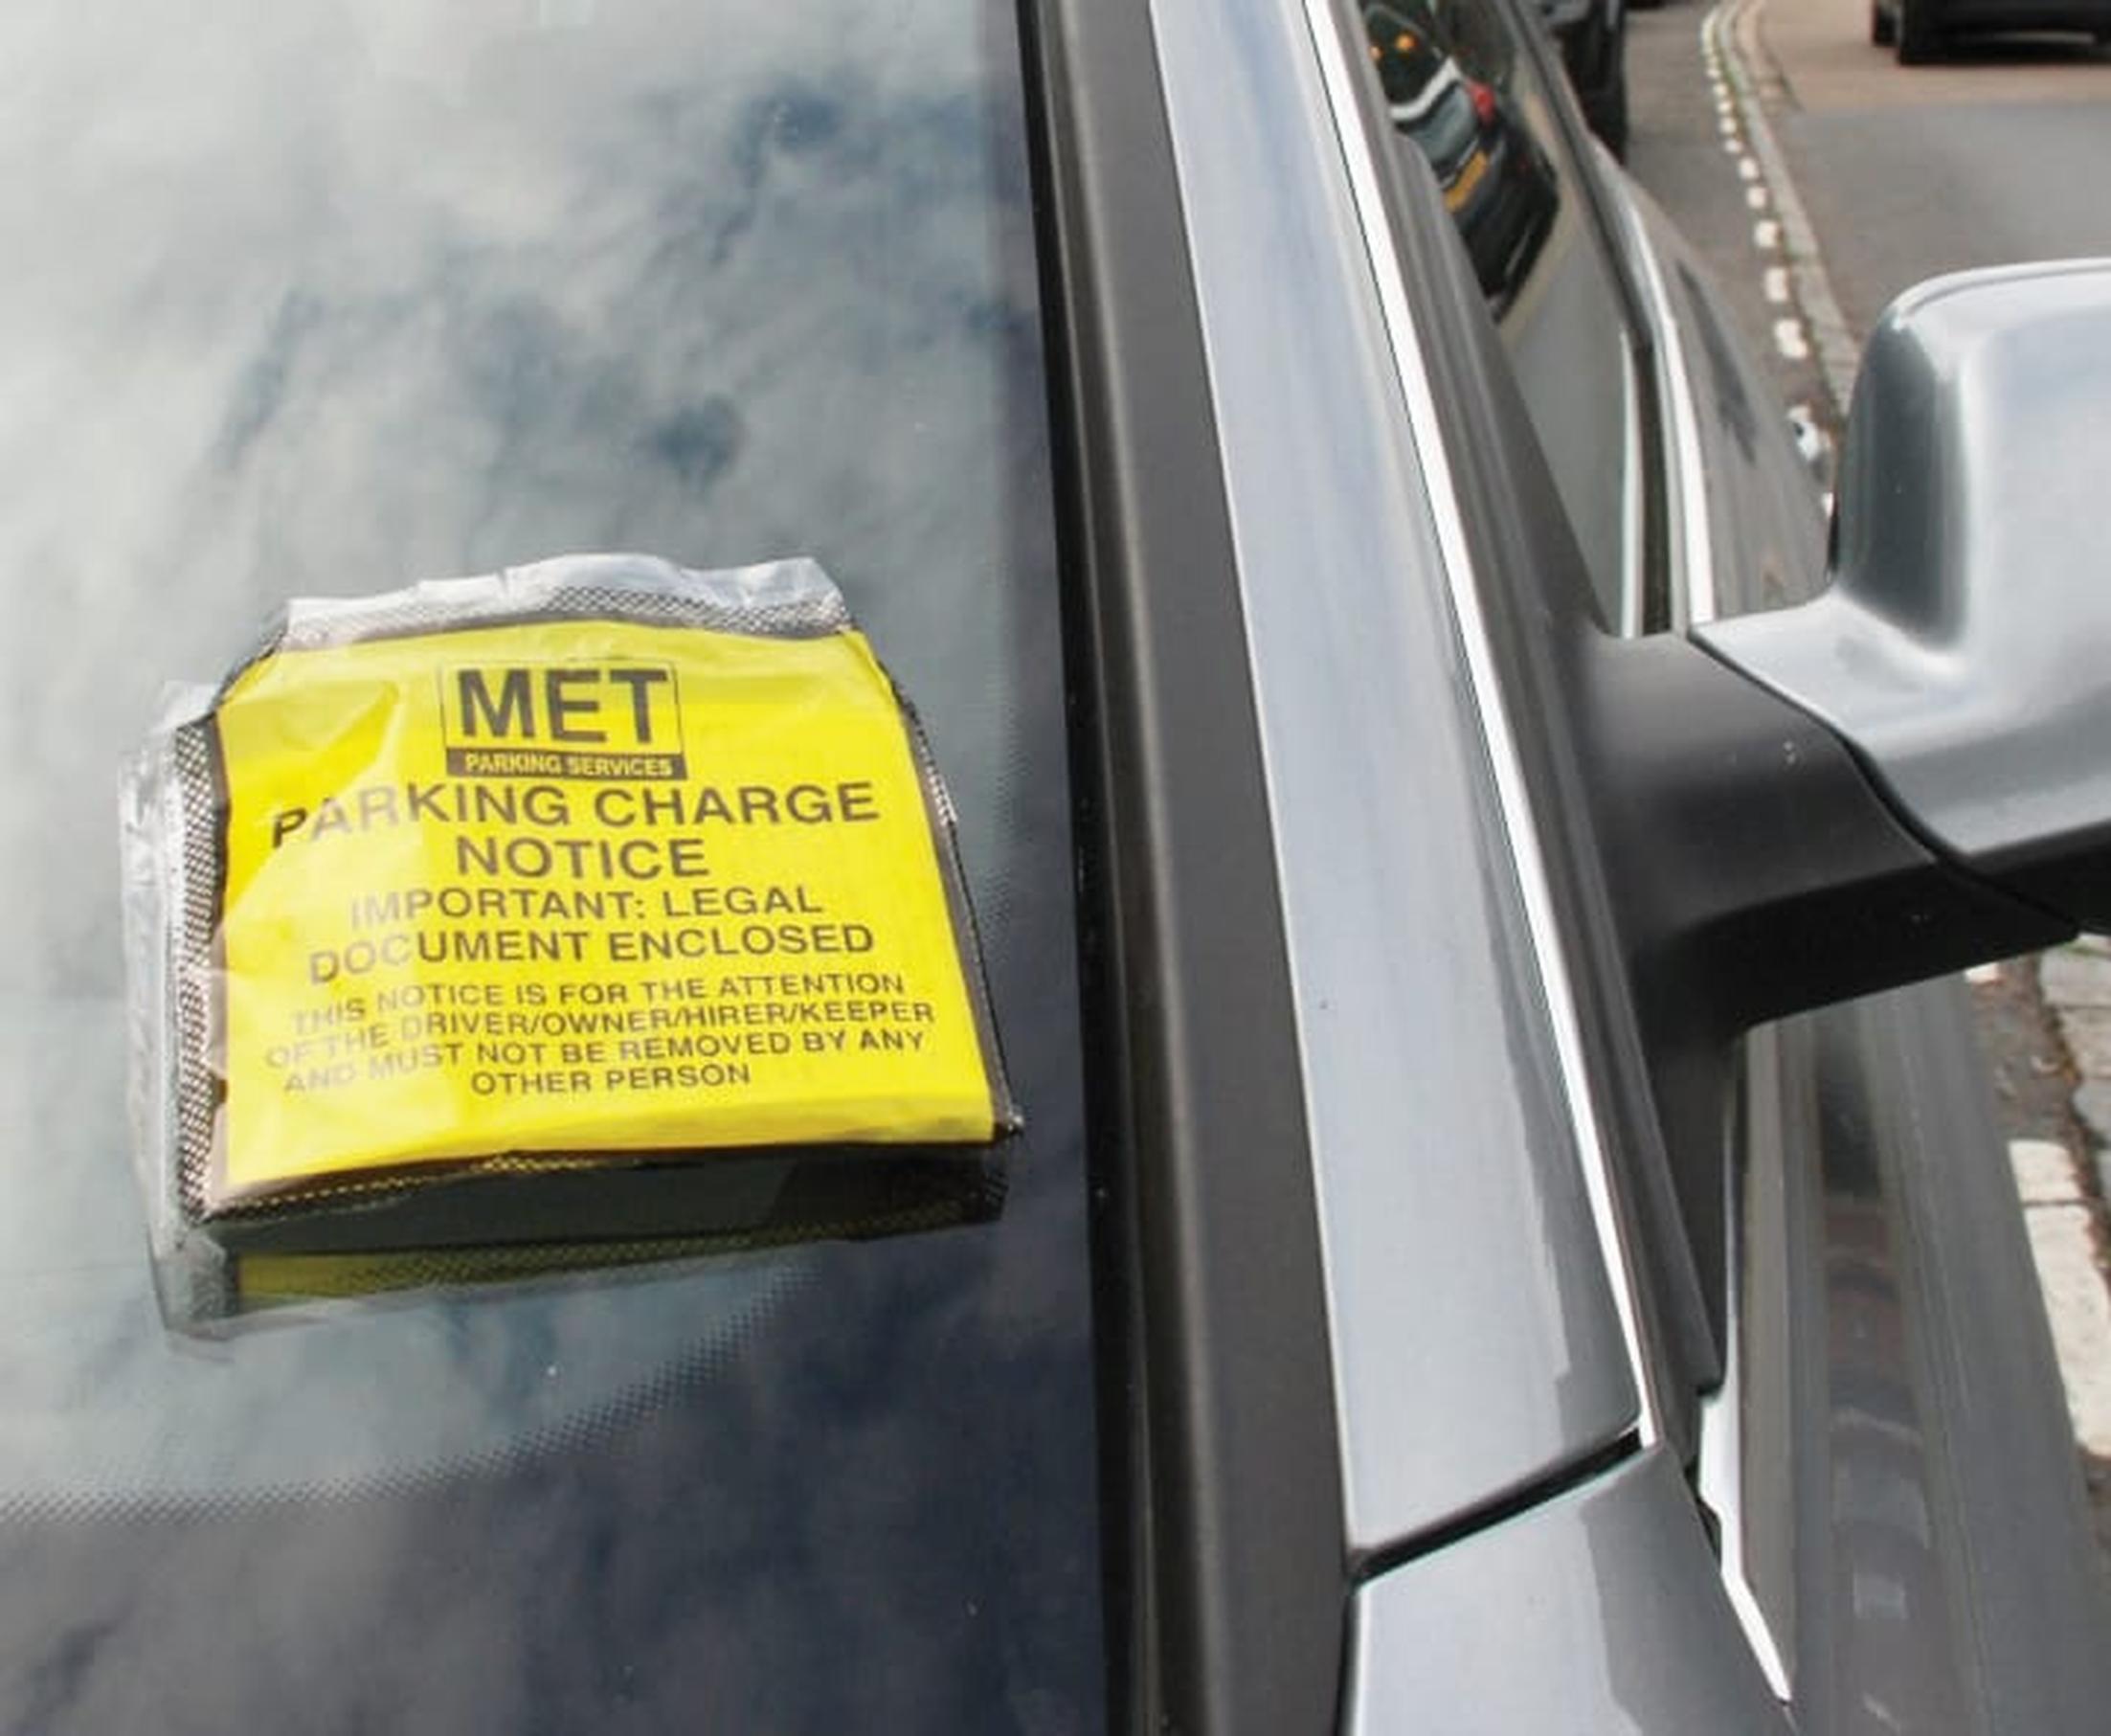 MET
PARKING SERVICES
PARKING CHARGE
NOTICE
IMPORTANT: LEGAL
DOCUMENT ENCLOSED
THIS NOTICE IS FOR THE ATTENTION
OF THE DRIVER/OWNER/HIRER/KEEPER
AND MUST NOT BE REMOVED BY ANY
OTHER PERSON